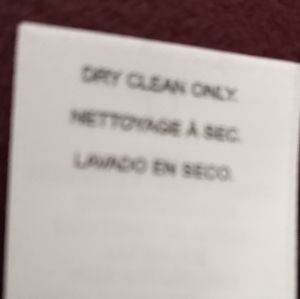 DRY CLEAN ONLY.
NETTOYAGE À SEC.
LAVADO EN SECO.